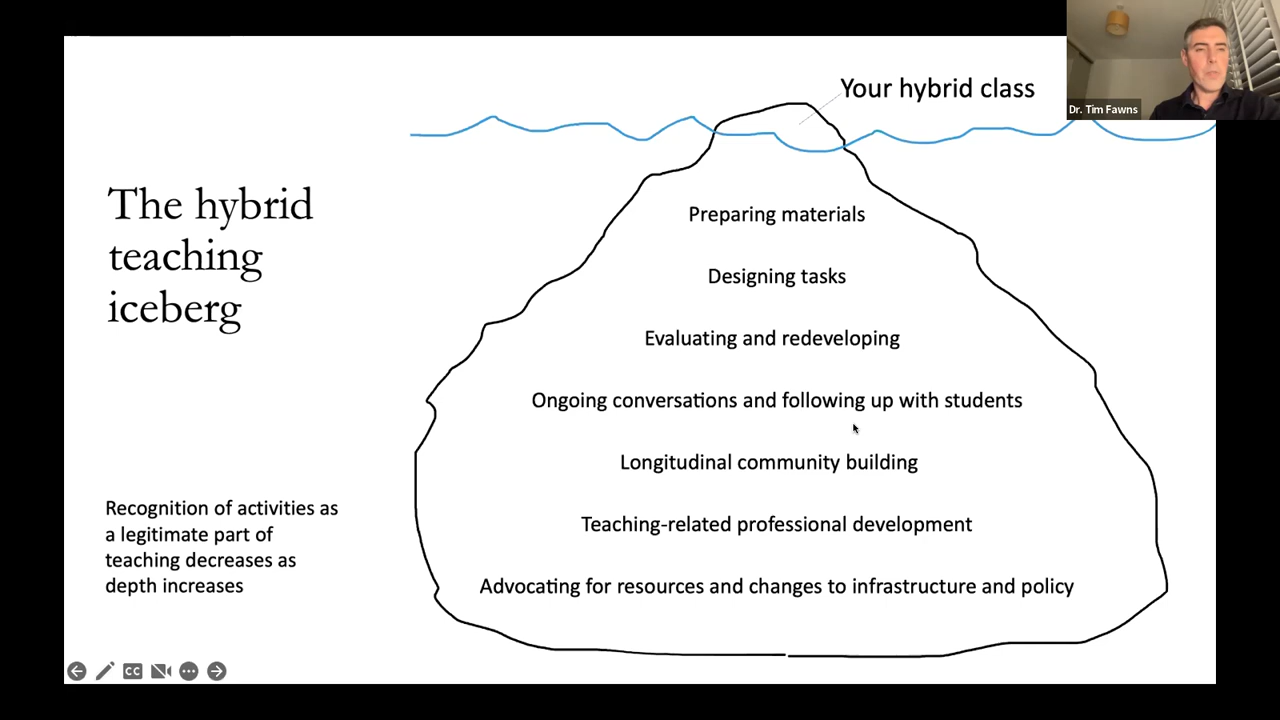 Your hybrid class
Dr. Tim Fawns
The hybrid
teaching
iceberg
Preparing materials
Designing tasks
Evaluating and redeveloping
Ongoing conversations and following up with students
Longitudinal community building
Teaching-related professional development
Advocating for resources and changes to infrastructure and policy
Recognition of activities as
a legitimate part of
teaching decreases as
depth increases
CC